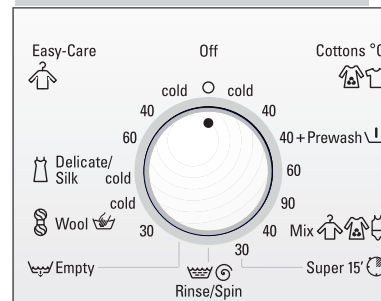 Easy-Care
Off
Cottons °C
cold
cold
40
40
60
40 + Prewash
Delicate/
Silk
cold
60
cold
90
Wool
30
40
Mix
30
Empty
Super 15'
Rinse/Spin